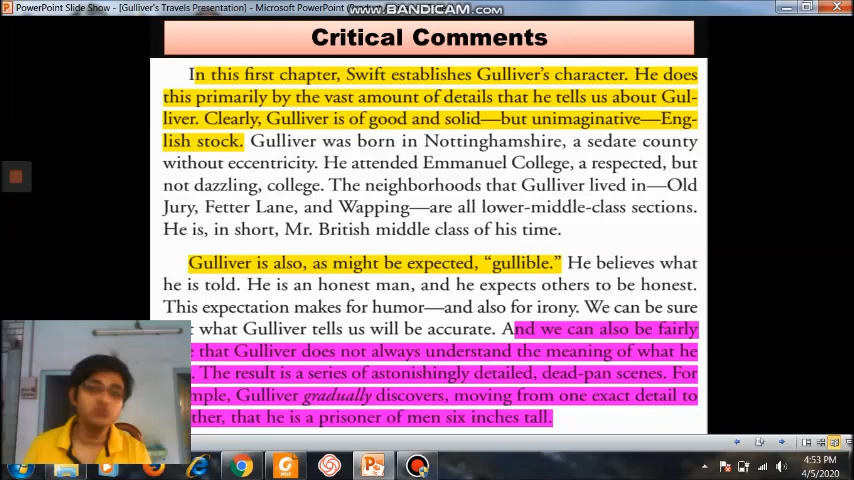 PowerPoint Slide Show - [Gulliver's Travels Presentation] - Microsoft PowerPoint (
www.BANDICAM.com
Critical Comments
In this first chapter, Swift establishes Gulliver's character. He does
this primarily by the vast amount of details that he tells us about Gul-
liver. Clearly, Gulliver is of good and solid—but unimaginative—Eng-
lish stock. Gulliver was born in Nottinghamshire, a sedate county
without eccentricity. He attended Emmanuel College, a respected, but
not dazzling, college. The neighborhoods that Gulliver lived in—Old
Jury, Fetter Lane, and Wapping—are all lower-middle-class sections.
He is, in short, Mr. British middle class of his time.
Gulliver is also, as might be expected, "gullible." He believes what
he is told. He is an honest man, and he expects others to be honest.
This expectation makes for humor—and also for irony. We can be sure
what Gulliver tells us will be accurate. And we can also be fairly
that Gulliver does not always understand the meaning of what he
The result is a series of astonishingly detailed, dead-pan scenes. For
Gulliver gradually discovers, moving from one exact detail to
that he is a prisoner of men six inches tall.
4:53 PM
4/5/2020